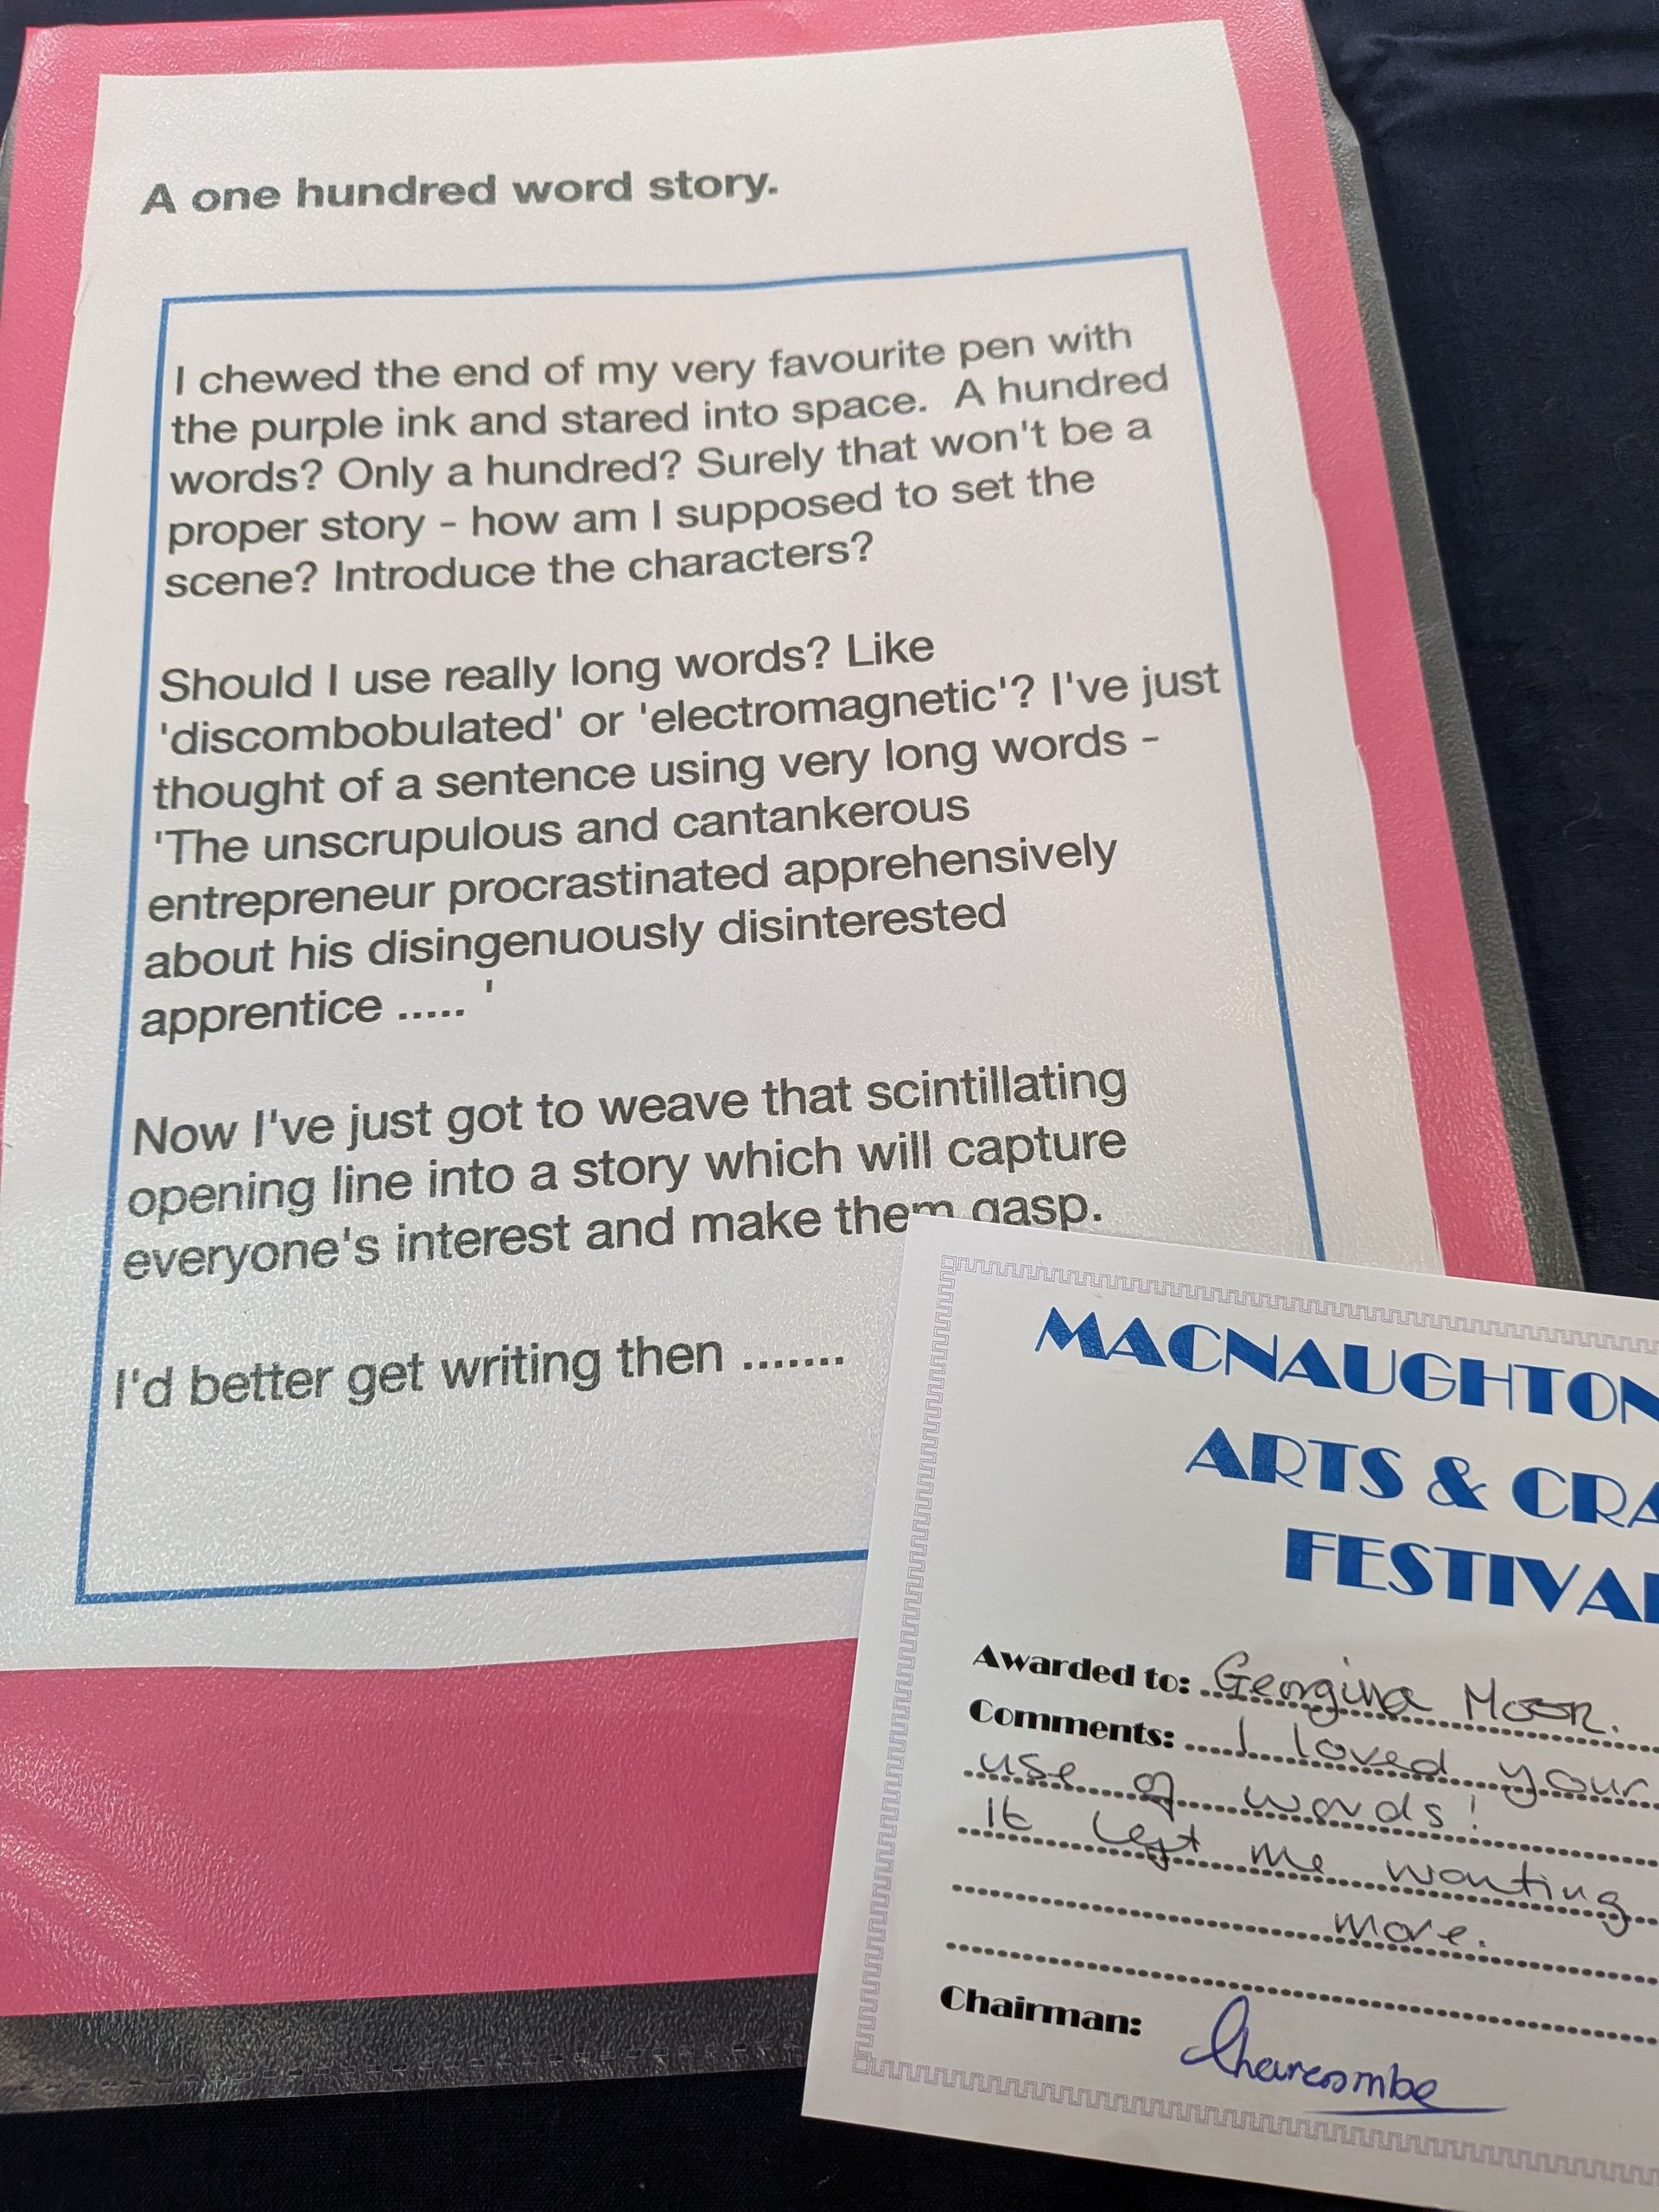 A one hundred word story.
I chewed the end of my very favourite pen with
the purple ink and stared into space.  A hundred
words? Only a hundred? Surely that won't be a
proper story - how am I supposed to set the
scene? Introduce the characters?
Should I use really long words? Like
'discombobulated' or 'electromagnetic'? I've just
thought of a sentence using very long words -
'The unscrupulous and cantankerous
entrepreneur procrastinated apprehensively
about his disingenuously disinterested
apprentice ..... '
Now I've just got to weave that scintillating
opening line into a story which will capture
everyone's interest and make them gasp.
I'd better get writing then .......
MACNAUGHTON
ARTS & CRA
FESTIVAL
Awarded to: Georgina Moon.
Comments: I loved your
use of words!
It left me wanting
more.
Chairman: